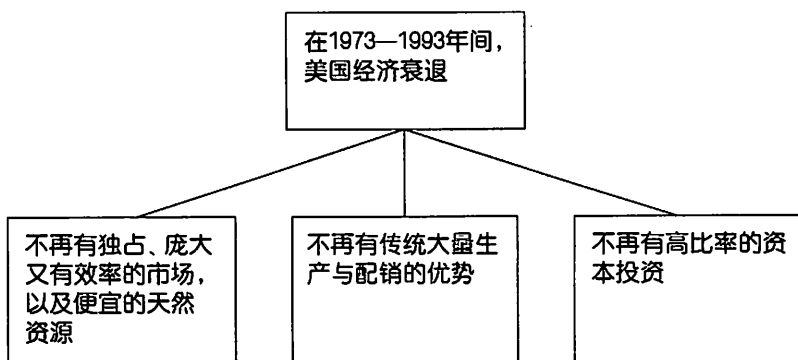 在1973—1993年间，
美国经济衰退
不再有独占、庞大
又有效率的市场，
以及便宜的天然
资源
不再有传统大量生
产与配销的优势
不再有高比率的资
本投资